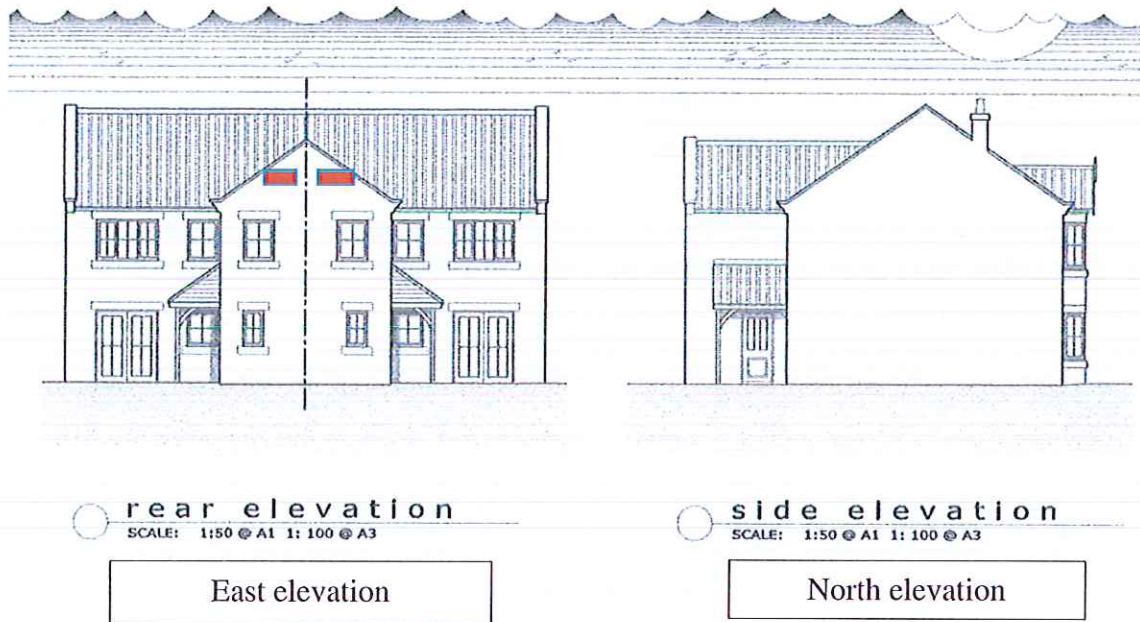 rear elevation
SCALE: 1:50 @ A1 1: 100 @ A3
East elevation
side elevation
SCALE: 1:50 @ A1 1: 100 @ A3
North elevation